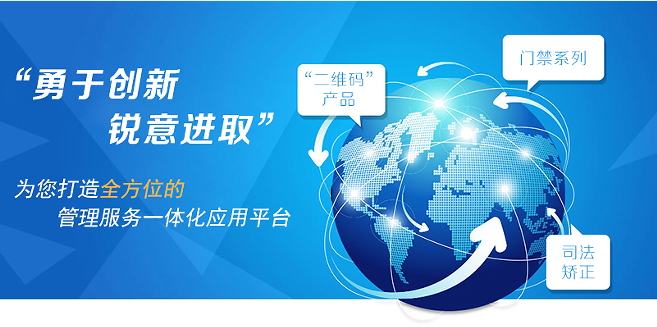 “勇于创新
锐意进取”
为您打造全方位的
管理服务一体化应用平台
“二维码”
产品
门禁系列
司法
矫正